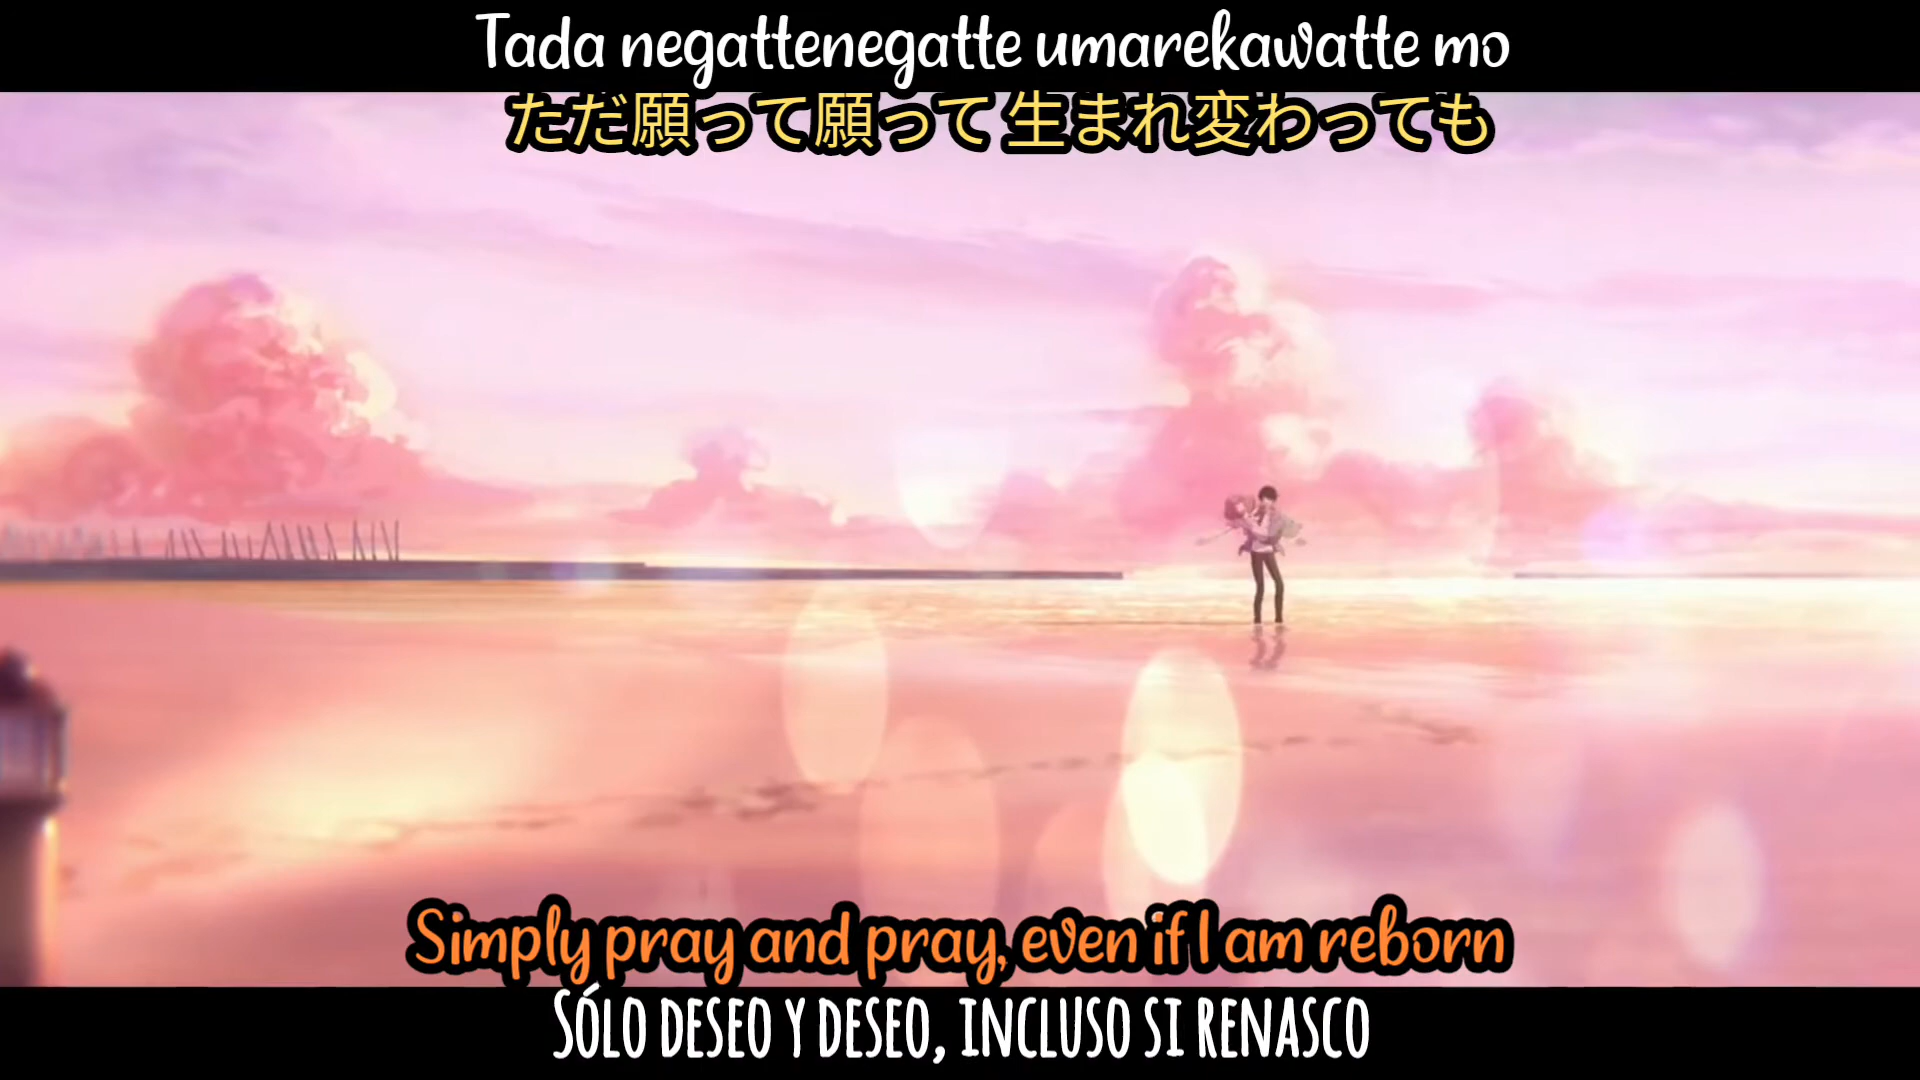 Tada negattenegatte umarekawatte mo
ただ願って願って 生まれ変わっても
Simply pray and pray, even if I am reborn
Sólo deseo y deseo, incluso si renasco